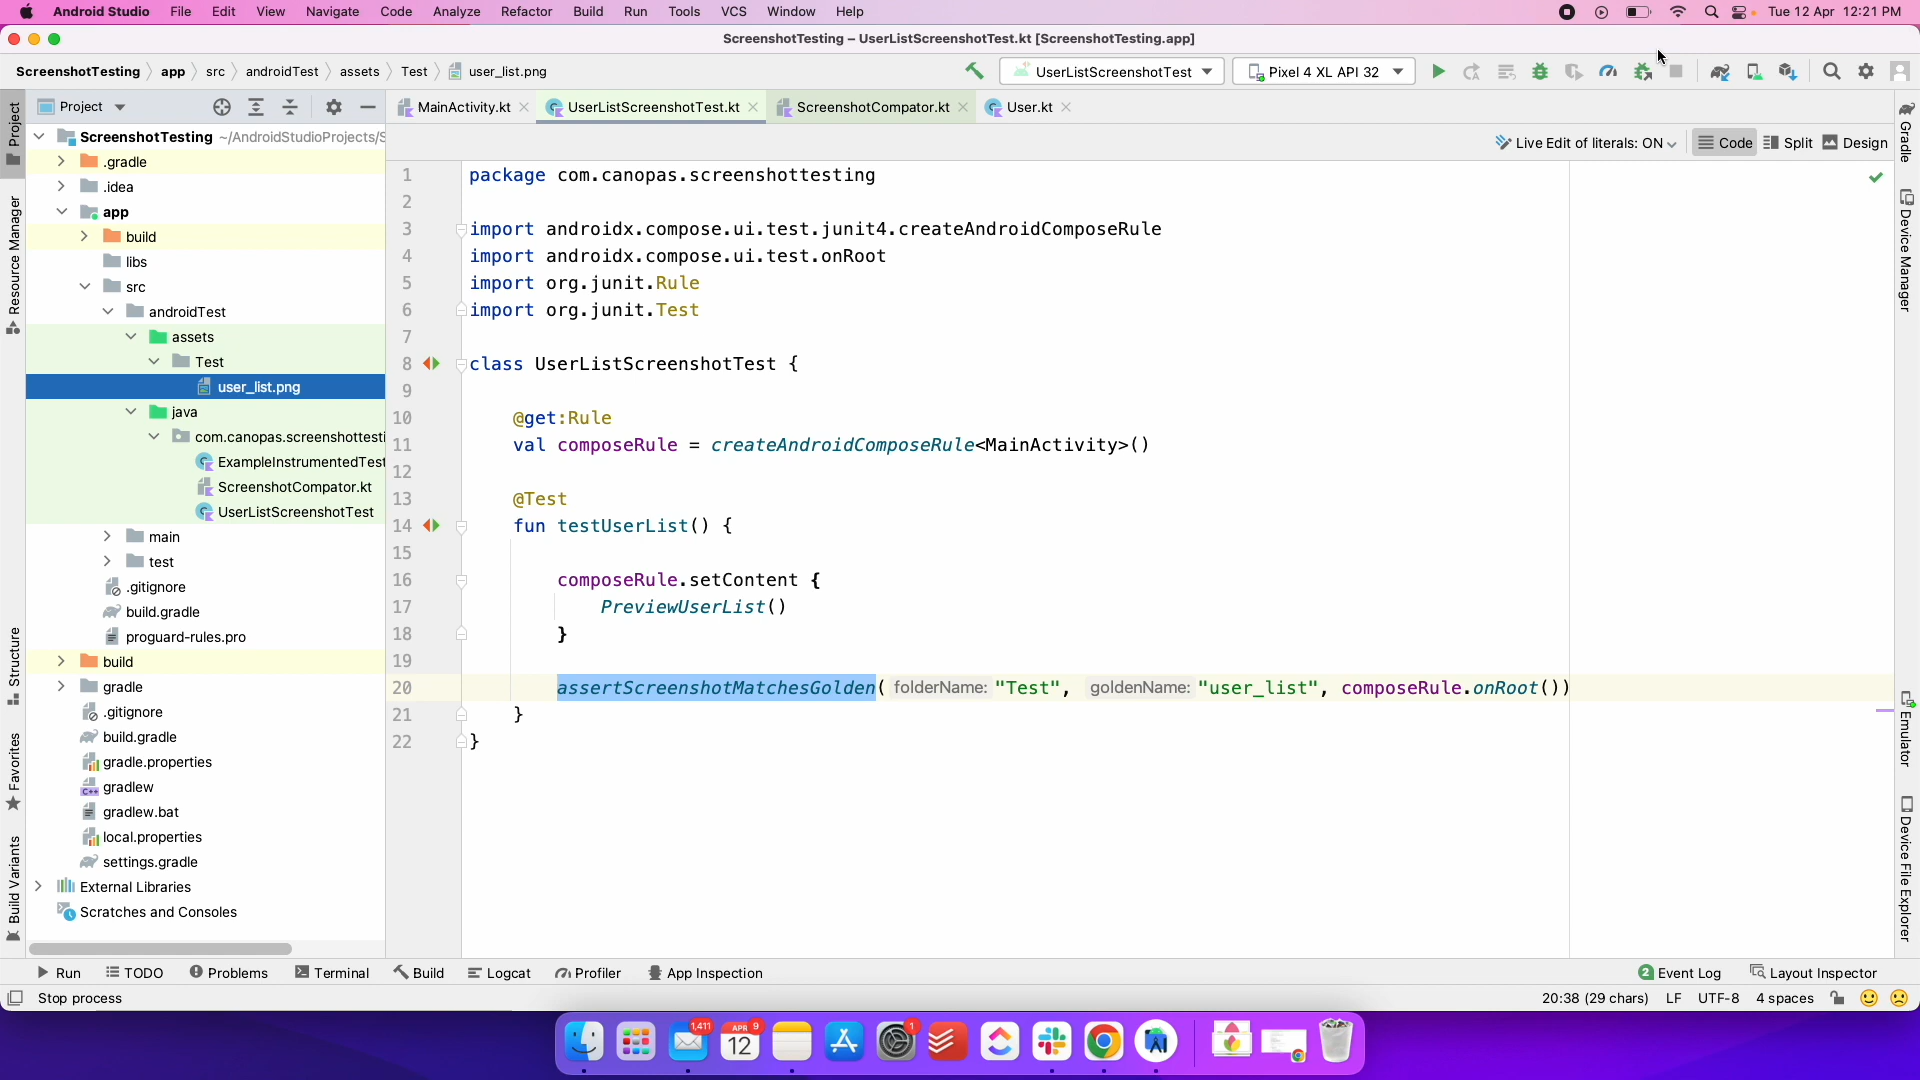 Android Studio File Edit View Navigate Code Analyze Refactor Build Run Tools VCS Window Help Tue 12 Apr 12:21 PM
ScreenshotTesting – UserListScreenshotTest.kt [ScreenshotTesting.app]
ScreenshotTesting app src androidTest assets Test user_list.png UserListScreenshotTest Pixel 4 XL API 32
Project MainActivity.kt UserListScreenshotTest.kt ScreenshotCompator.kt User.kt
Live Edit of literals: ON Code Split Design
ScreenshotTesting ~/AndroidStudioProjects/S
.gradle
.idea
app
build
libs
src
androidTest
assets
Test
user_list.png
java
com.canopas.screenshottesti
ExampleInstrumentedTest
ScreenshotCompator.kt
UserListScreenshotTest
main
test
.gitignore
build.gradle
proguard-rules.pro
build
gradle
.gitignore
build.gradle
gradle.properties
gradlew
gradlew.bat
local.properties
settings.gradle
External Libraries
Scratches and Consoles
Project
Resource Manager
Structure
Favorites
Build Variants
1 package com.canopas.screenshottesting
2
3 import androidx.compose.ui.test.junit4.createAndroidComposeRule
4 import androidx.compose.ui.test.onRoot
5 import org.junit.Rule
6 import org.junit.Test
7
8 class UserListScreenshotTest {
9
10 @get:Rule
11 val composeRule = createAndroidComposeRule<MainActivity>()
12
13 @Test
14 fun testUserList() {
15
16 composeRule.setContent {
17 PreviewUserList()
18 }
19
20 assertScreenshotMatchesGolden( folderName: "Test", goldenName: "user_list", composeRule.onRoot())
21 }
22 }
Gradle
Device Manager
Emulator
Device File Explorer
Run TODO Problems Terminal Build Logcat Profiler App Inspection 2 Event Log Layout Inspector
Stop process 20:38 (29 chars) LF UTF-8 4 spaces
1,411 APR 9 12 1